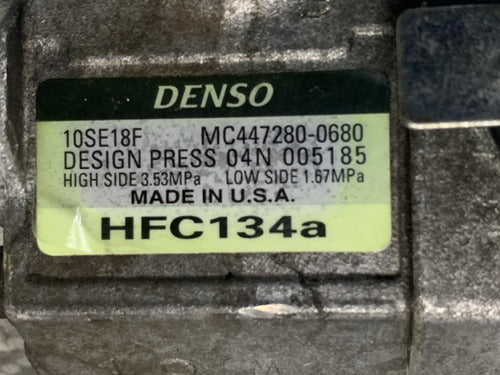 DENSO
10SE18F MC447280-0680
DESIGN PRESS 04N 005185
HIGH SIDE 3.53MPa LOW SIDE 1.67MPa
MADE IN U.S.A.
HFC134a